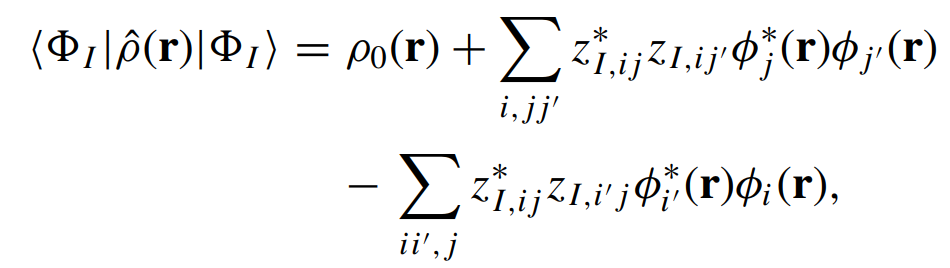 ⟨Φ_I|ρ̂(𝐫)|Φ_I⟩ = ρ_0(𝐫) + ∑_{i,jj′} z^*_{I,ij} z_{I,ij′} ϕ^*_j(𝐫) ϕ_{j′}(𝐫)
− ∑_{ii′,j} z^*_{I,ij} z_{I,i′j} ϕ^*_{i′}(𝐫) ϕ_i(𝐫),